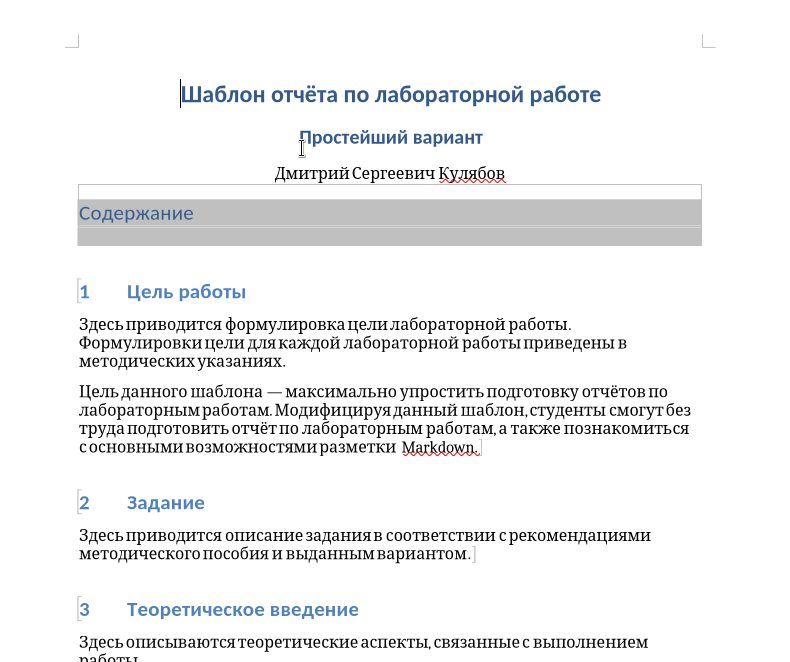 Шаблон отчёта по лабораторной работе
Простейший вариант
Дмитрий Сергеевич Кулябов
Содержание
1 Цель работы
Здесь приводится формулировка цели лабораторной работы.
Формулировки цели для каждой лабораторной работы приведены в
методических указаниях.
Цель данного шаблона — максимально упростить подготовку отчётов по
лабораторным работам. Модифицируя данный шаблон, студенты смогут без
труда подготовить отчёт по лабораторным работам, а также познакомиться
с основными возможностями разметки Markdown.
2 Задание
Здесь приводится описание задания в соответствии с рекомендациями
методического пособия и выданным вариантом.
3 Теоретическое введение
Здесь описываются теоретические аспекты, связанные с выполнением
работы.